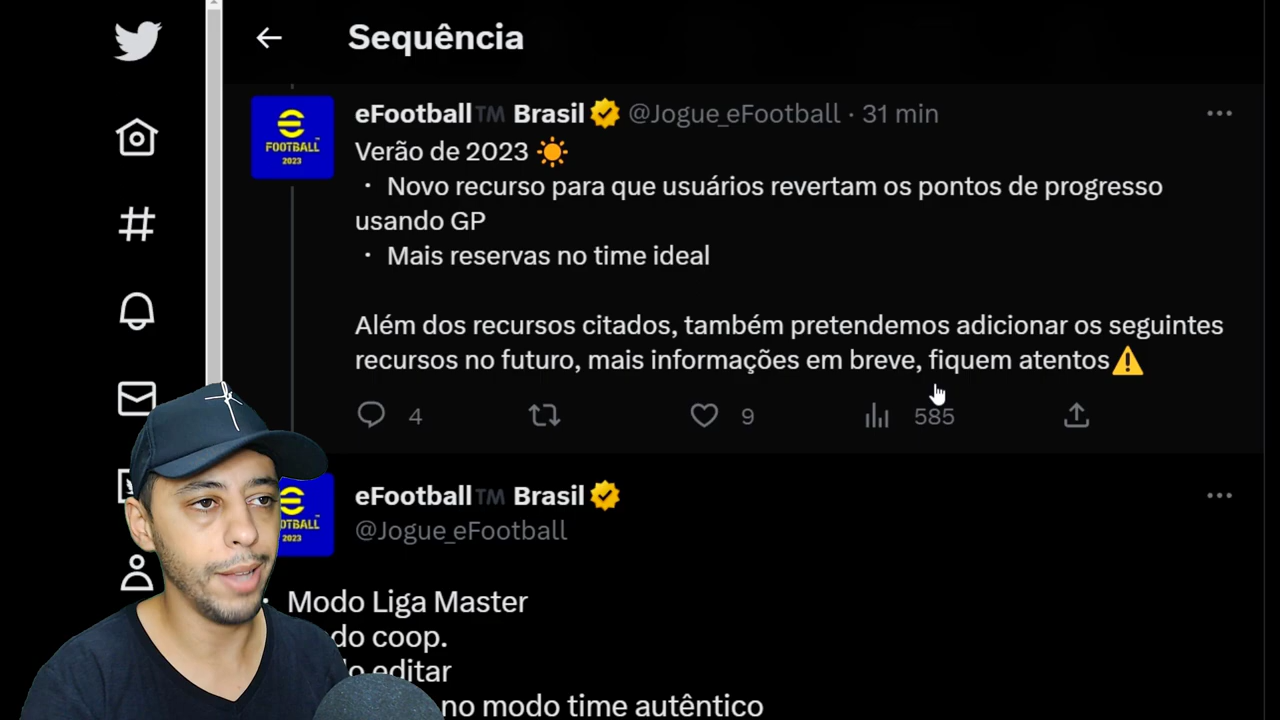 Sequência
eFootball™ Brasil @Jogue_eFootball · 31 min
FOOTBALL™
2023
Verão de 2023 ☀️
· Novo recurso para que usuários revertam os pontos de progresso
usando GP
· Mais reservas no time ideal
Além dos recursos citados, também pretendemos adicionar os seguintes
recursos no futuro, mais informações em breve, fiquem atentos⚠️
4 9 585
eFootball™ Brasil
@Jogue_eFootball
2023
· Modo Liga Master
coop.
editar
no modo time autêntico